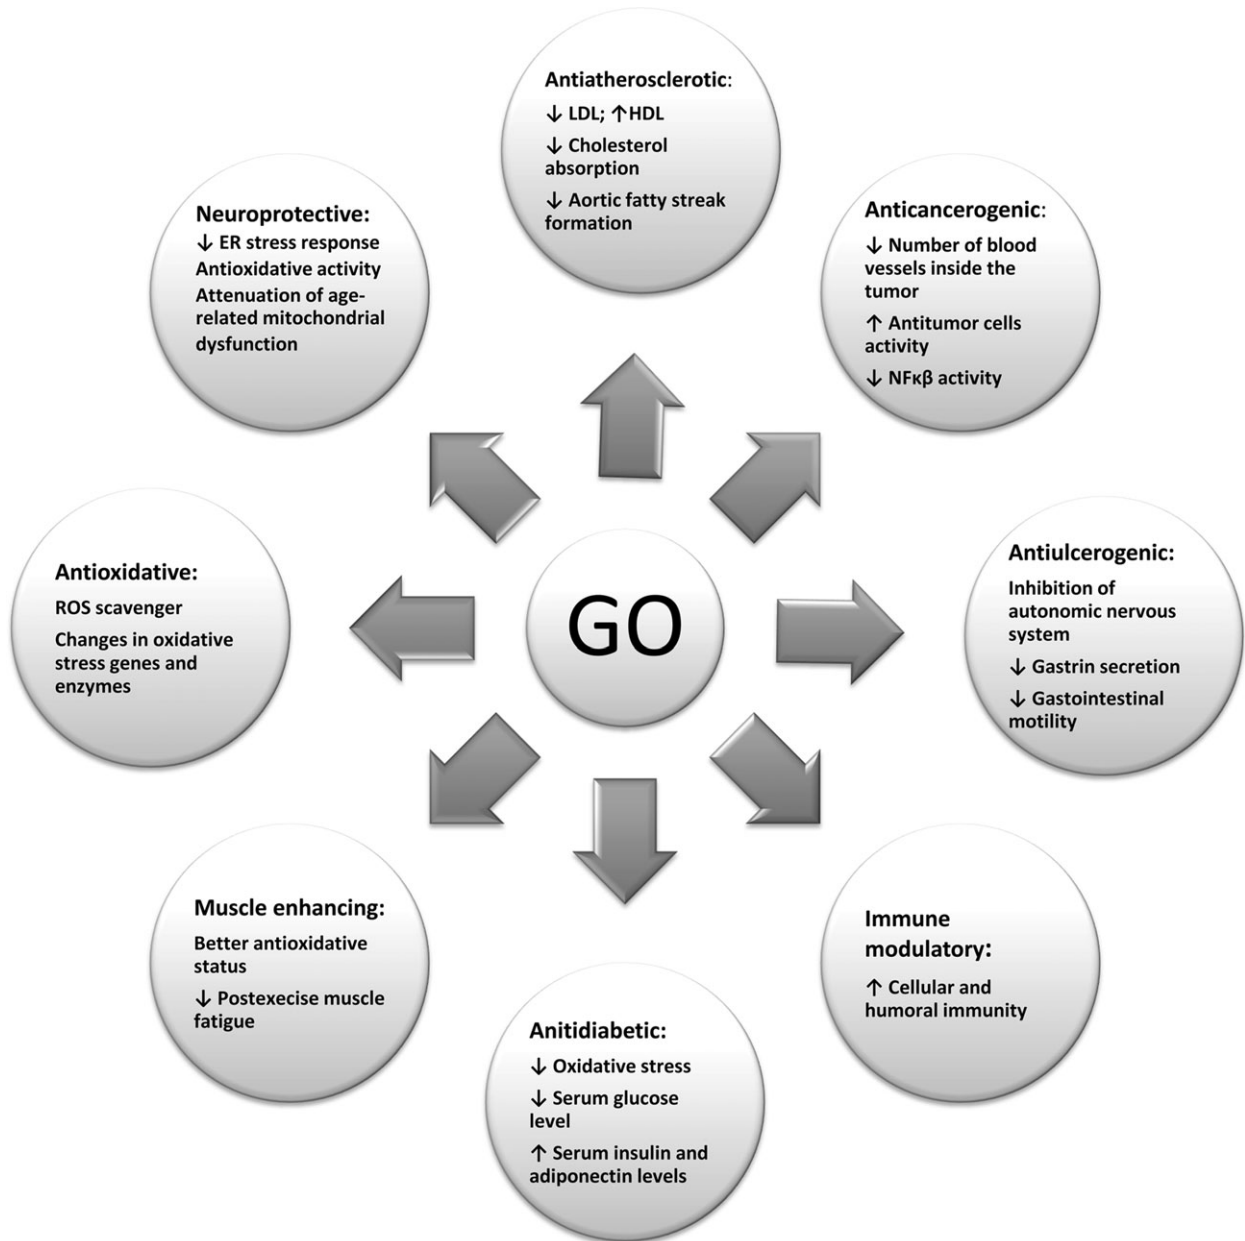 Antiatherosclerotic:
↓ LDL; ↑HDL
↓ Cholesterol
absorption
↓ Aortic fatty streak
formation
Anticancerogenic:
↓ Number of blood
vessels inside the
tumor
↑ Antitumor cells
activity
↓ NFκβ activity
Antiulcerogenic:
Inhibition of
autonomic nervous
system
↓ Gastrin secretion
↓ Gastointestinal
motility
Immune
modulatory:
↑ Cellular and
humoral immunity
Anitidiabetic:
↓ Oxidative stress
↓ Serum glucose
level
↑ Serum insulin and
adiponectin levels
Muscle enhancing:
Better antioxidative
status
↓ Postexecise muscle
fatigue
Antioxidative:
ROS scavenger
Changes in oxidative
stress genes and
enzymes
Neuroprotective:
↓ ER stress response
Antioxidative activity
Attenuation of age-
related mitochondrial
dysfunction
GO